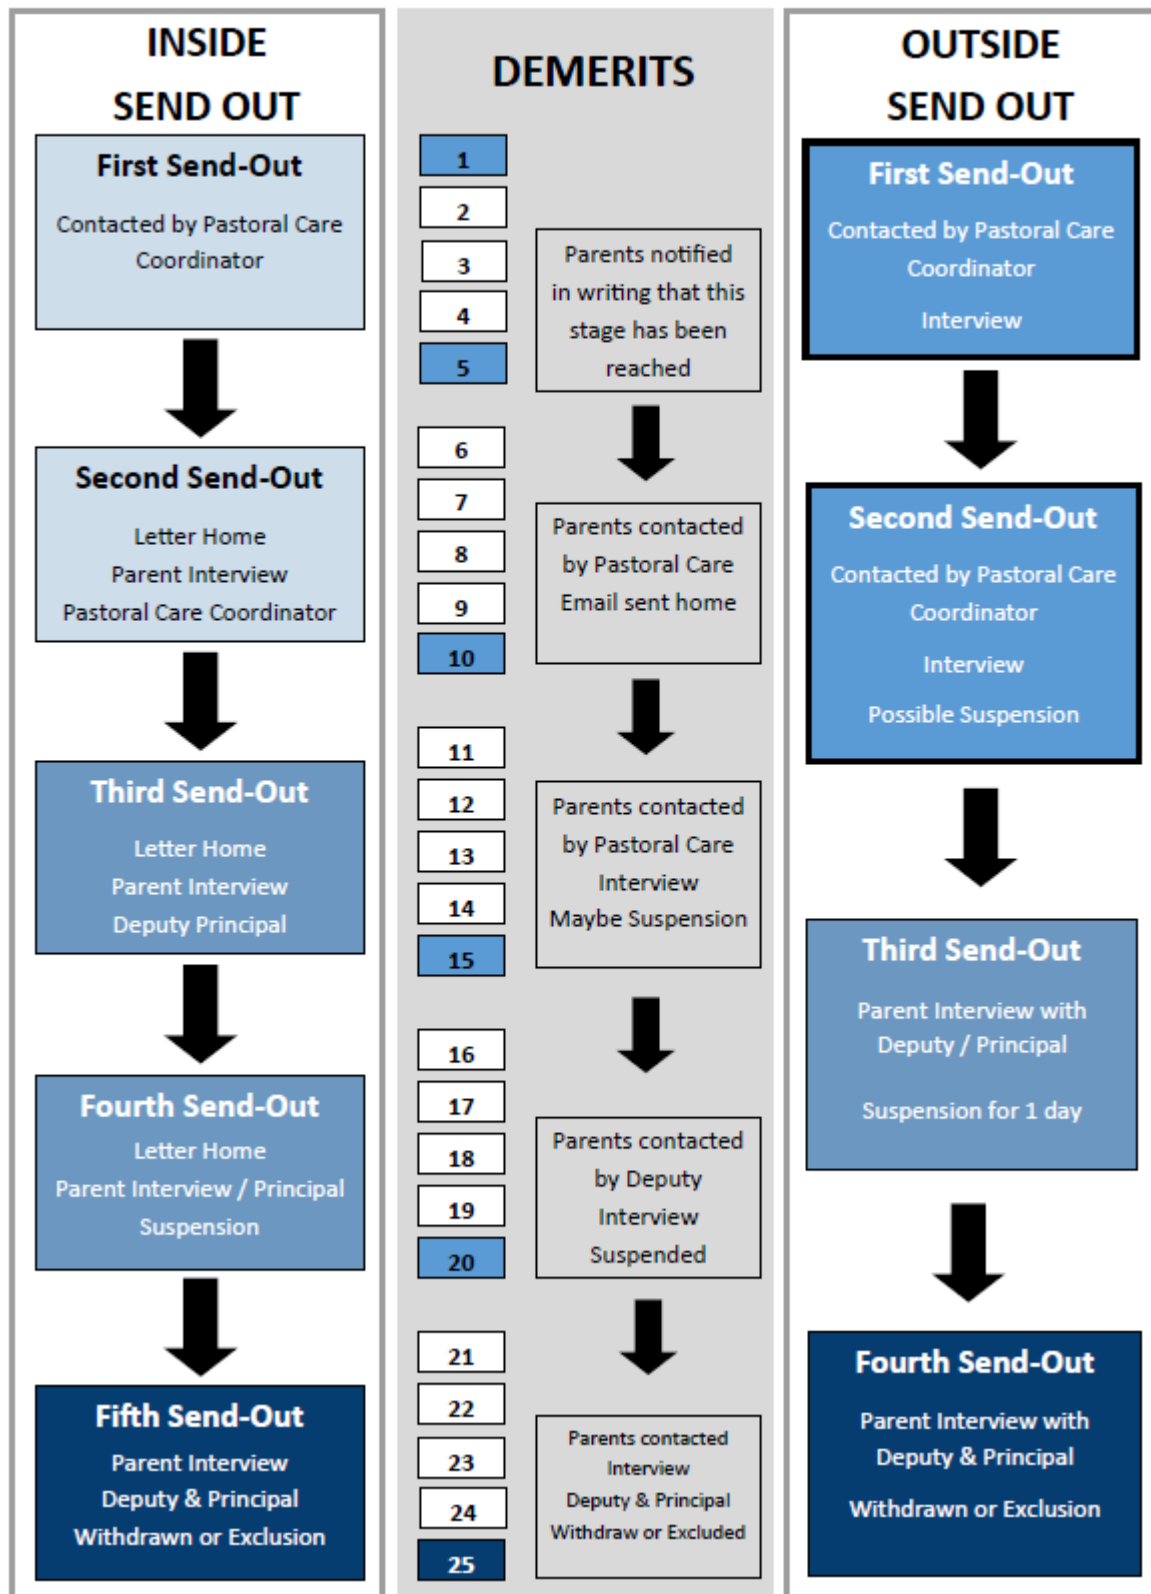 INSIDE
SEND OUT
First Send-Out
Contacted by Pastoral Care
Coordinator
Second Send-Out
Letter Home
Parent Interview
Pastoral Care Coordinator
Third Send-Out
Letter Home
Parent Interview
Deputy Principal
Fourth Send-Out
Letter Home
Parent Interview / Principal
Suspension
Fifth Send-Out
Parent Interview
Deputy & Principal
Withdrawn or Exclusion
DEMERITS
1
2
3
4
5
Parents notified
in writing that this
stage has been
reached
6
7
8
9
10
Parents contacted
by Pastoral Care
Email sent home
11
12
13
14
15
Parents contacted
by Pastoral Care
Interview
Maybe Suspension
16
17
18
19
20
Parents contacted
by Deputy
Interview
Suspended
21
22
23
24
25
Parents contacted
Interview
Deputy & Principal
Withdraw or Excluded
OUTSIDE
SEND OUT
First Send-Out
Contacted by Pastoral Care
Coordinator
Interview
Second Send-Out
Contacted by Pastoral Care
Coordinator
Interview
Possible Suspension
Third Send-Out
Parent Interview with
Deputy / Principal
Suspension for 1 day
Fourth Send-Out
Parent Interview with
Deputy & Principal
Withdrawn or Exclusion